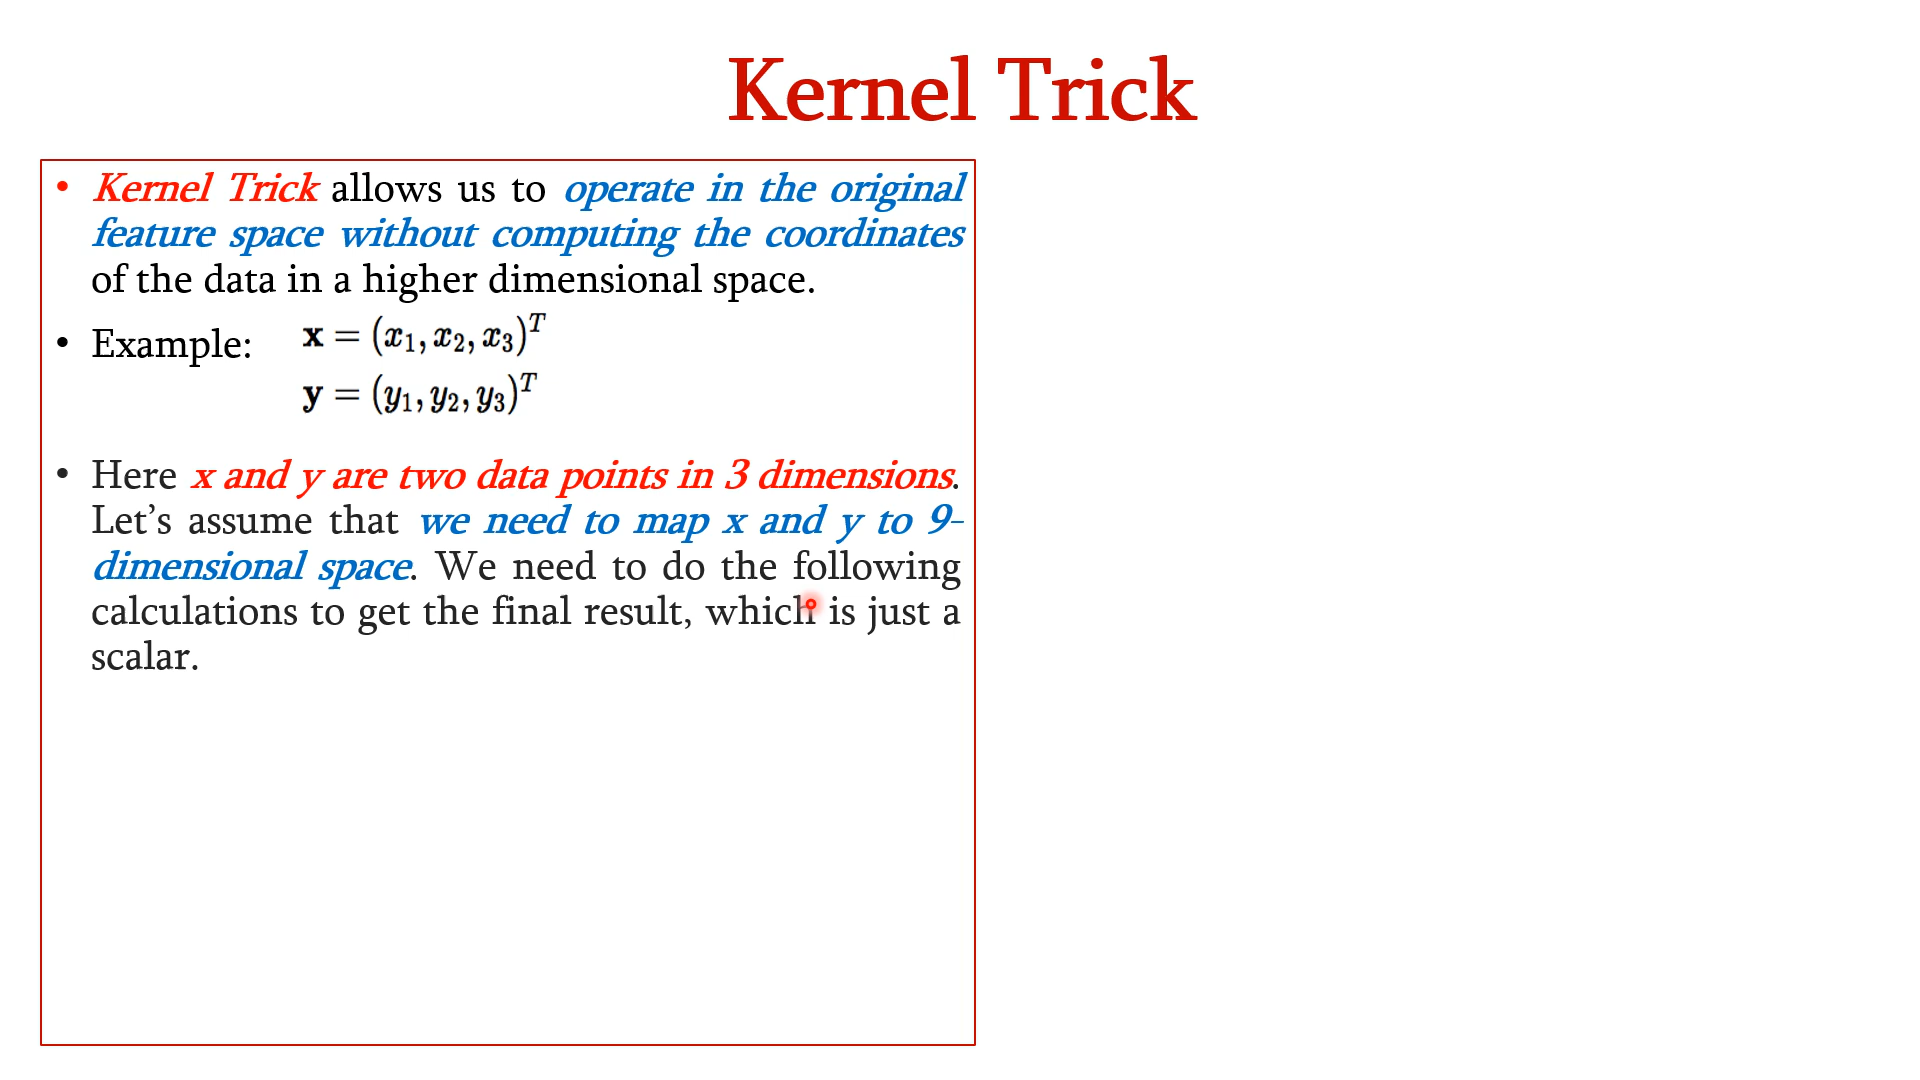 Kernel Trick
• Kernel Trick allows us to operate in the original
feature space without computing the coordinates
of the data in a higher dimensional space.
• Example: x = (x₁, x₂, x₃)ᵀ
y = (y₁, y₂, y₃)ᵀ
• Here x and y are two data points in 3 dimensions.
Let’s assume that we need to map x and y to 9-
dimensional space. We need to do the following
calculations to get the final result, which is just a
scalar.